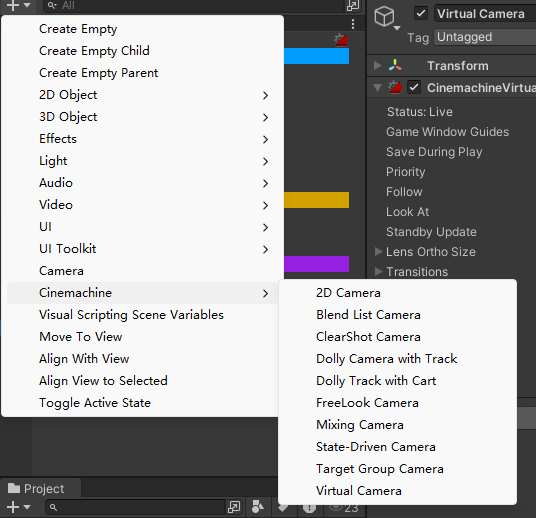 All
Create Empty
Create Empty Child
Create Empty Parent
2D Object
3D Object
Effects
Light
Audio
Video
UI
UI Toolkit
Camera
Cinemachine
Visual Scripting Scene Variables
Move To View
Align With View
Align View to Selected
Toggle Active State
2D Camera
Blend List Camera
ClearShot Camera
Dolly Camera with Track
Dolly Track with Cart
FreeLook Camera
Mixing Camera
State-Driven Camera
Target Group Camera
Virtual Camera
Virtual Camera
Tag Untagged
Transform
CinemachineVirtua
Status: Live
Game Window Guides
Save During Play
Priority
Follow
Look At
Standby Update
Lens Ortho Size
Transitions
Project
23